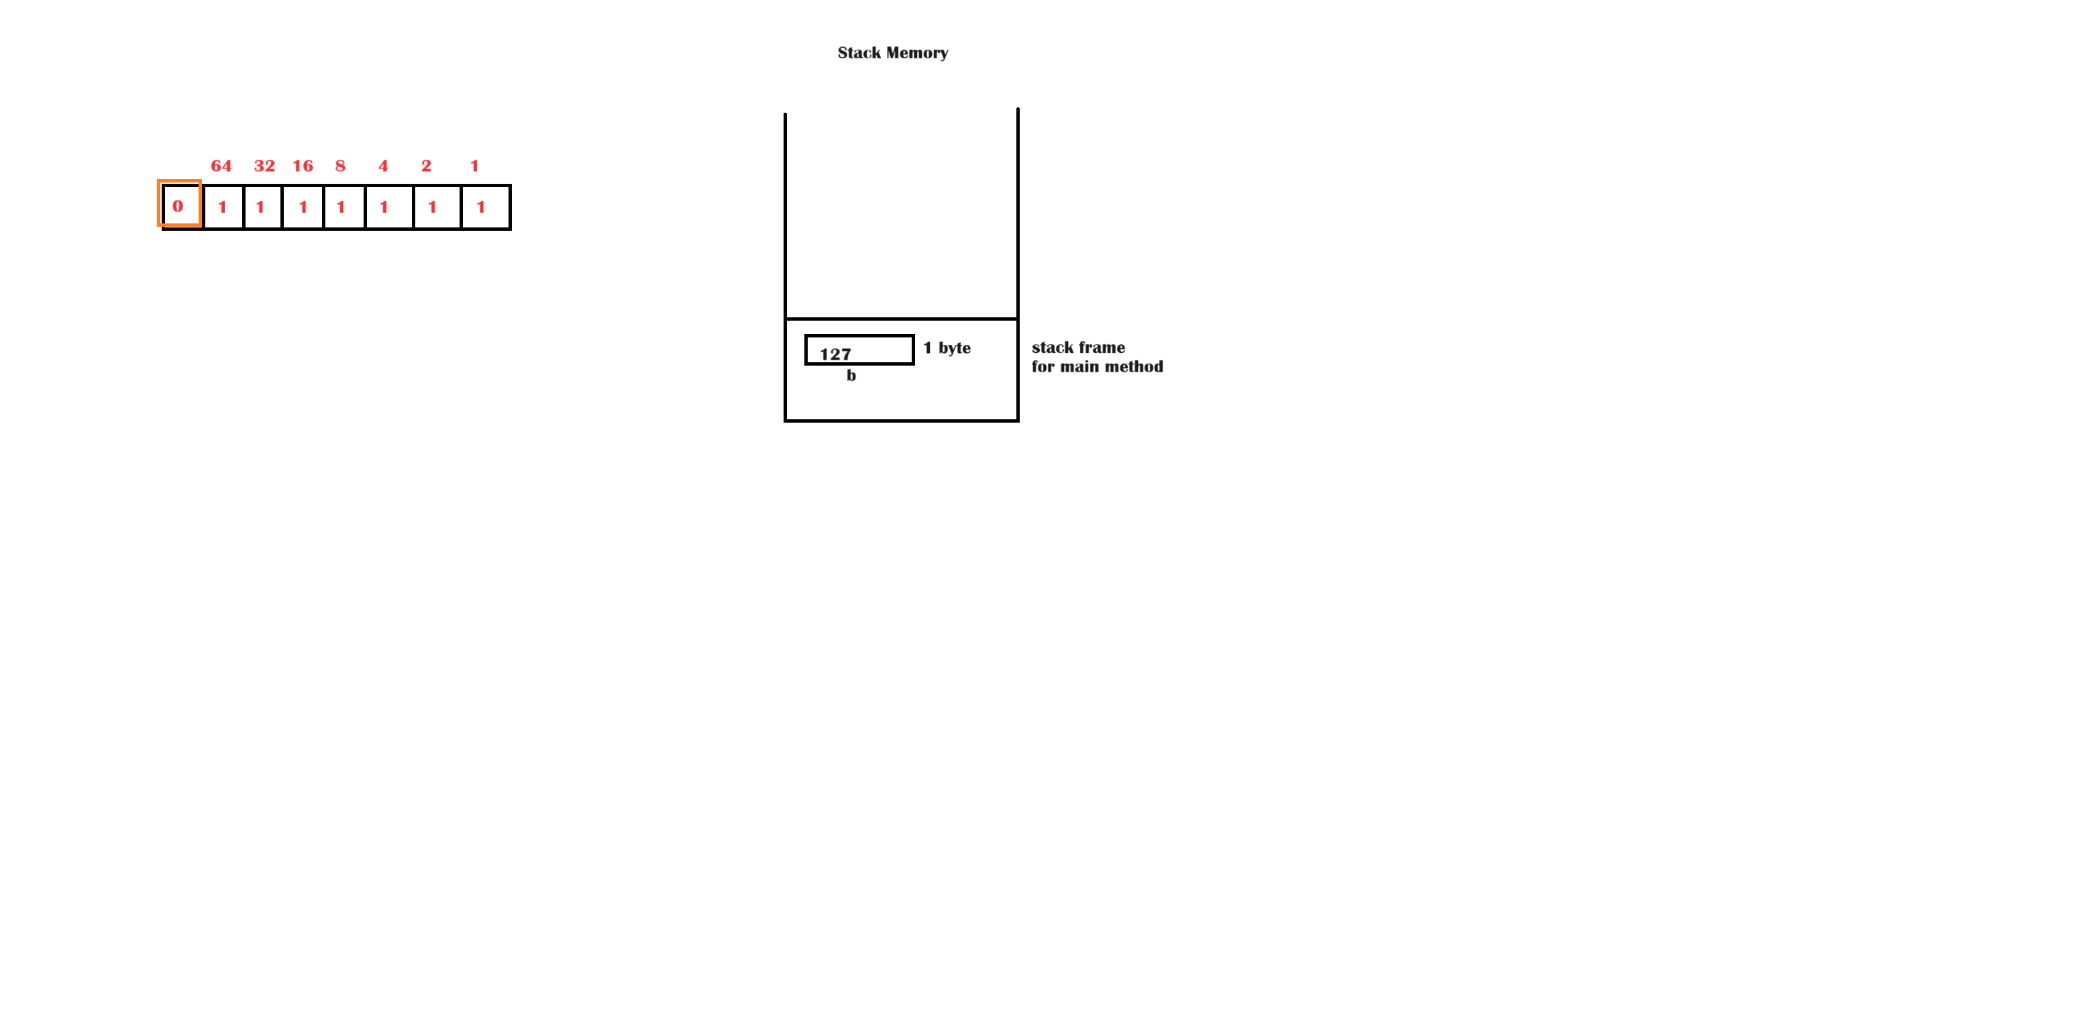 Stack Memory
64 32 16 8 4 2 1
0 1 1 1 1 1 1 1
127
1 byte
b
stack frame
for main method